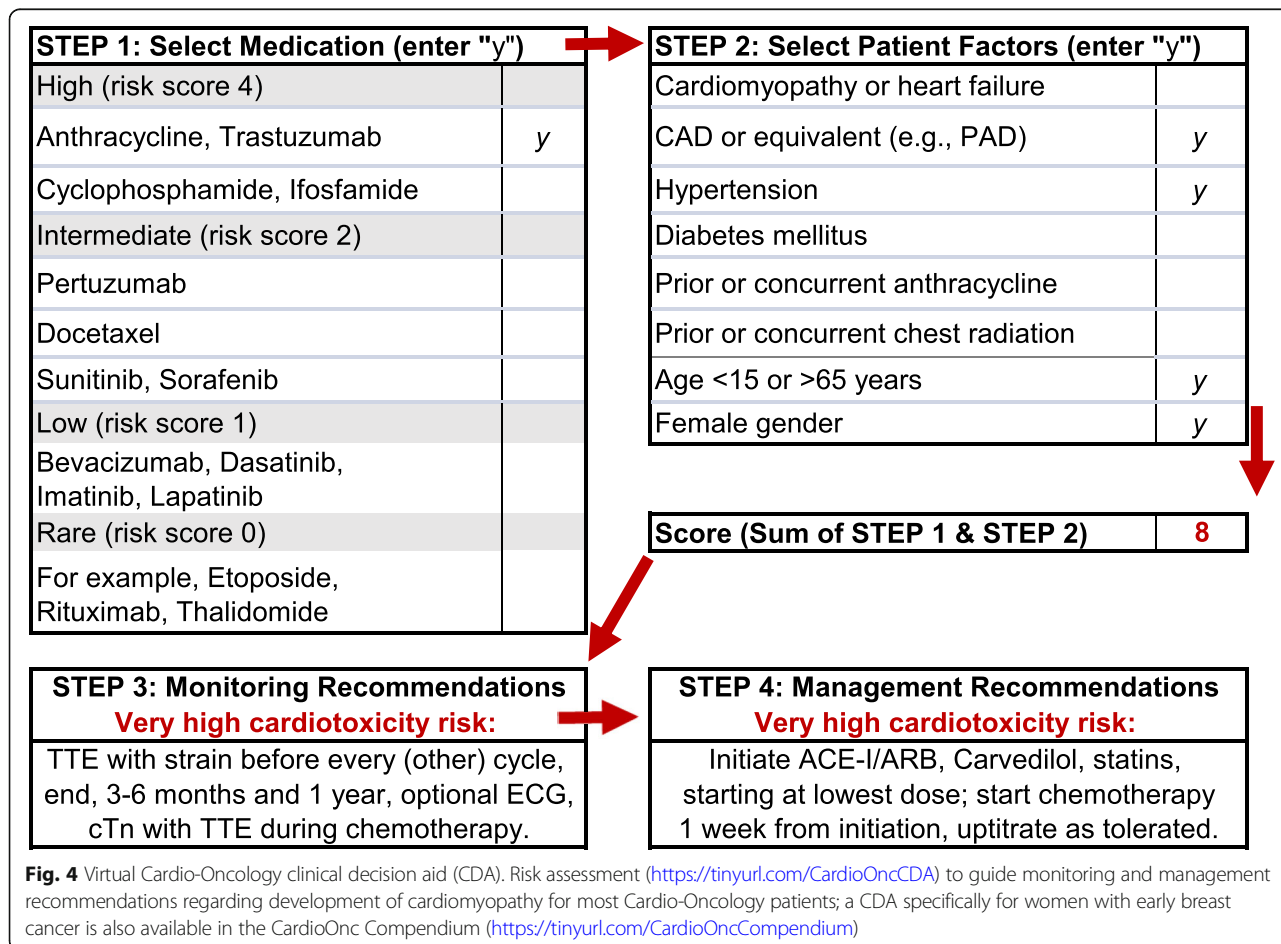 STEP 1: Select Medication (enter "y")
High (risk score 4)
Anthracycline, Trastuzumab y
Cyclophosphamide, Ifosfamide
Intermediate (risk score 2)
Pertuzumab
Docetaxel
Sunitinib, Sorafenib
Low (risk score 1)
Bevacizumab, Dasatinib,
Imatinib, Lapatinib
Rare (risk score 0)
For example, Etoposide,
Rituximab, Thalidomide
STEP 2: Select Patient Factors (enter "y")
Cardiomyopathy or heart failure
CAD or equivalent (e.g., PAD) y
Hypertension y
Diabetes mellitus
Prior or concurrent anthracycline
Prior or concurrent chest radiation
Age <15 or >65 years y
Female gender y
Score (Sum of STEP 1 & STEP 2) 8
STEP 3: Monitoring Recommendations
Very high cardiotoxicity risk:
TTE with strain before every (other) cycle,
end, 3-6 months and 1 year, optional ECG,
cTn with TTE during chemotherapy.
STEP 4: Management Recommendations
Very high cardiotoxicity risk:
Initiate ACE-I/ARB, Carvedilol, statins,
starting at lowest dose; start chemotherapy
1 week from initiation, uptitrate as tolerated.
Fig. 4 Virtual Cardio-Oncology clinical decision aid (CDA). Risk assessment (https://tinyurl.com/CardioOncCDA) to guide monitoring and management
recommendations regarding development of cardiomyopathy for most Cardio-Oncology patients; a CDA specifically for women with early breast
cancer is also available in the CardioOnc Compendium (https://tinyurl.com/CardioOncCompendium)